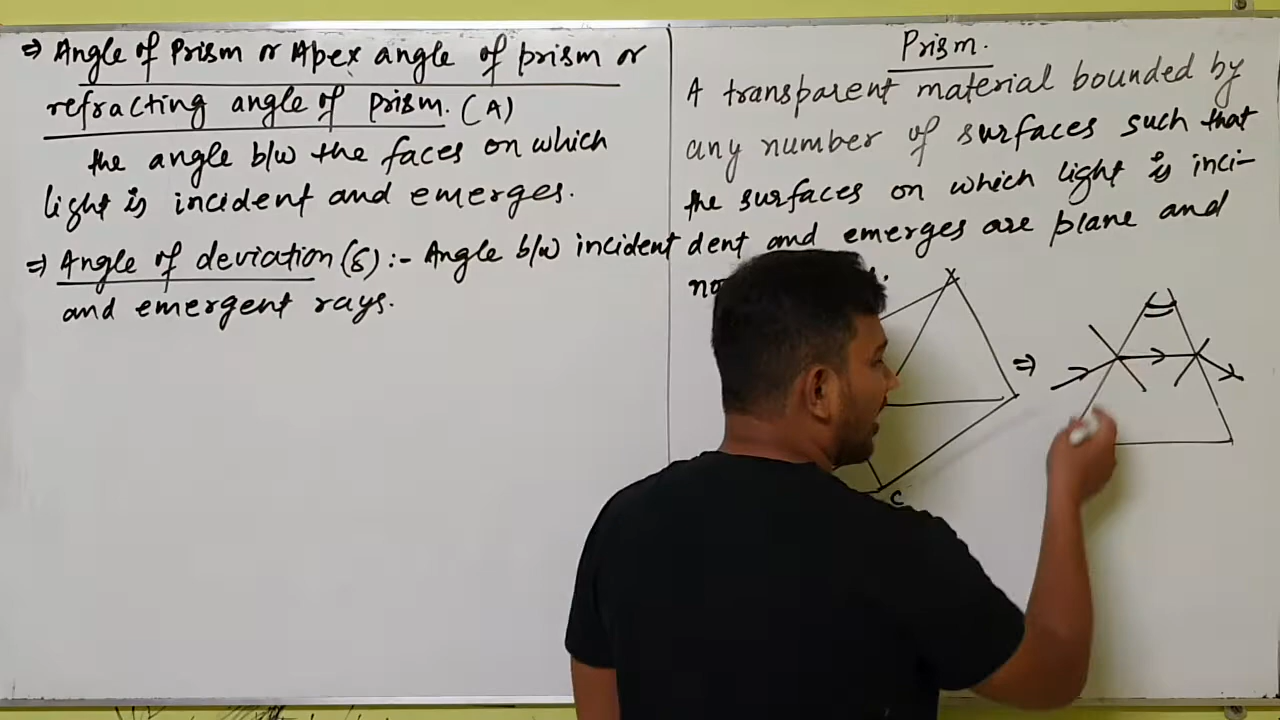 ⇒ Angle of Prism or Apex angle of prism or
refracting angle of prism. (A)
the angle b/w the faces on which
light is incident and emerges.
⇒ Angle of deviation (δ) :- Angle b/w incident
and emergent rays.
Prism.
A transparent material bounded by
any number of surfaces such that
the surfaces on which light is inci-
dent and emerges are plane and
⇒
C